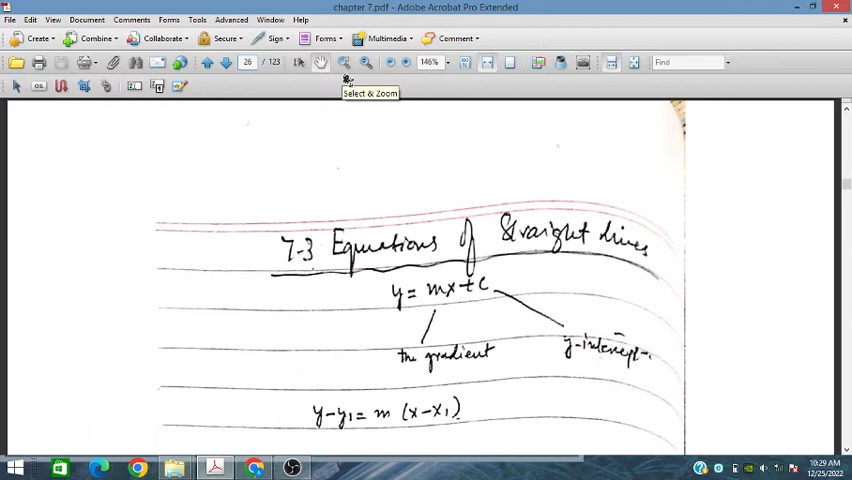 chapter 7.pdf - Adobe Acrobat Pro Extended
File Edit View Document Comments Forms Tools Advanced Window Help
Create Combine Collaborate Secure Sign Forms Multimedia Comment
26 / 123 146% Find
Select & Zoom
7-3 Equations of Straight Lines
y = mx+c
the gradient y-intercept
y-y1 = m (x-x1)
10:29 AM
12/25/2022